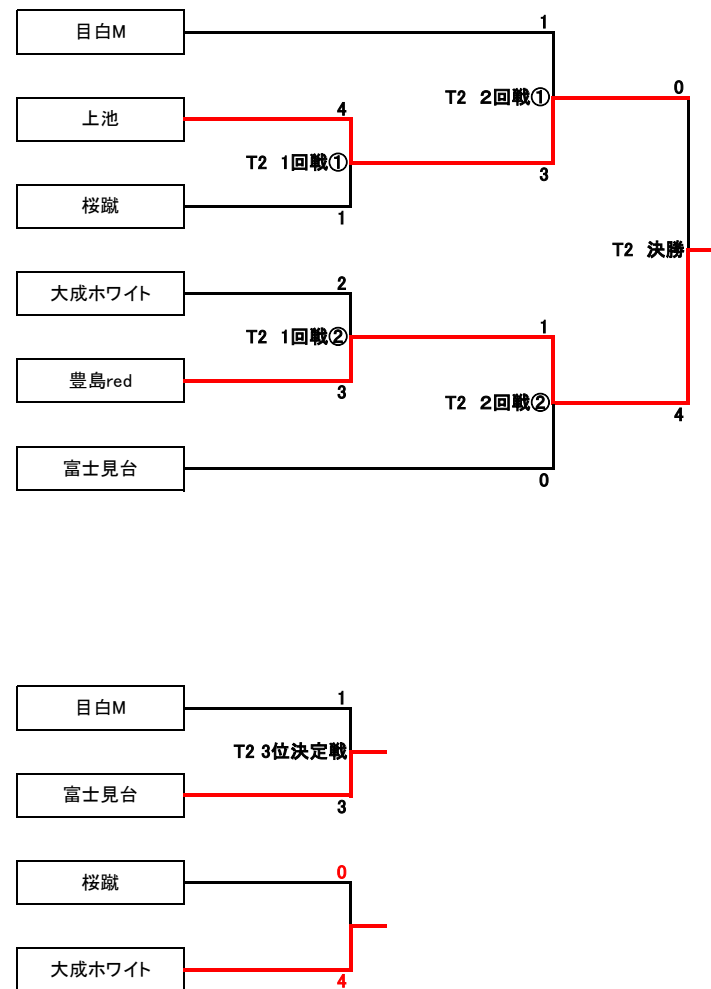 目白M
1
T2 2回戦①
0
上池
4
T2 1回戦①
3
桜蹴
1
T2 決勝
大成ホワイト
2
T2 1回戦②
1
豊島red
3
T2 2回戦②
4
富士見台
0
目白M
1
T2 3位決定戦
富士見台
3
桜蹴
0
大成ホワイト
4